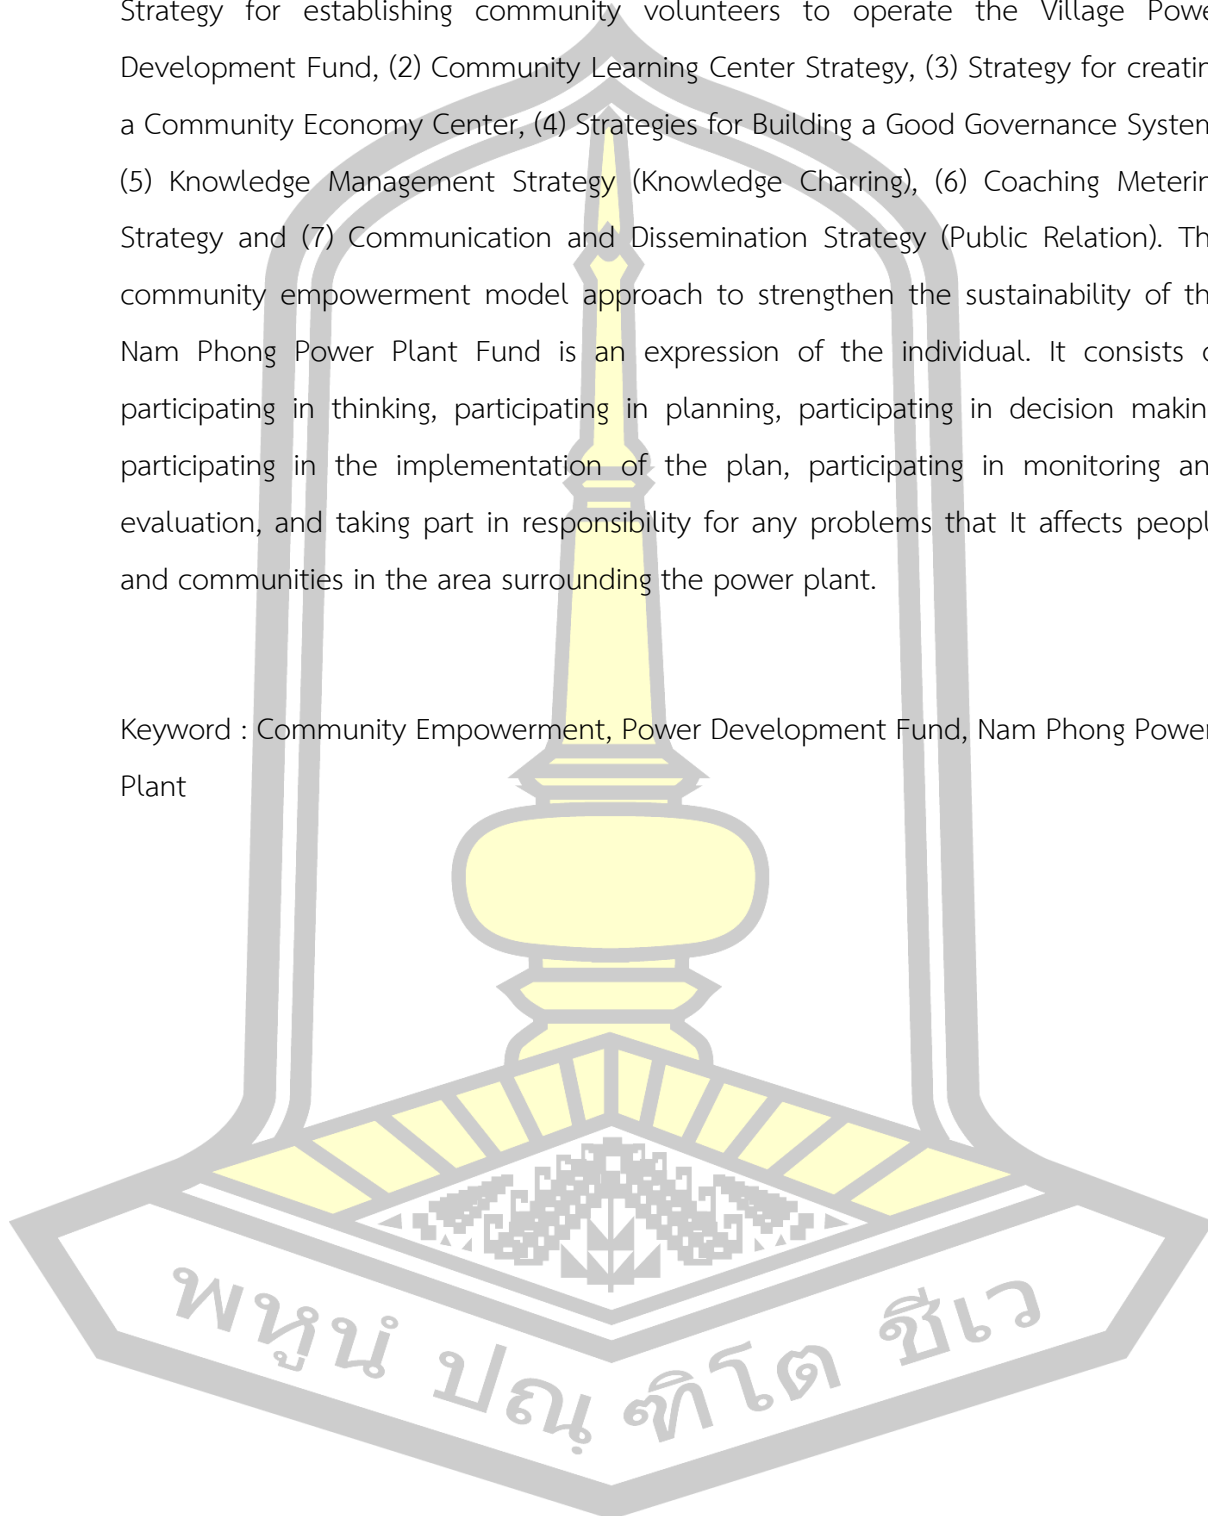 Strategy for establishing community volunteers to operate the Village Powe
Development Fund, (2) Community Learning Center Strategy, (3) Strategy for creatin
a Community Economy Center, (4) Strategies for Building a Good Governance System
(5) Knowledge Management Strategy (Knowledge Charring), (6) Coaching Meterin
Strategy and (7) Communication and Dissemination Strategy (Public Relation). Th
community empowerment model approach to strengthen the sustainability of th
Nam Phong Power Plant Fund is an expression of the individual. It consists o
participating in thinking, participating in planning, participating in decision makin
participating in the implementation of the plan, participating in monitoring an
evaluation, and taking part in responsibility for any problems that It affects peopl
and communities in the area surrounding the power plant.
Keyword : Community Empowerment, Power Development Fund, Nam Phong Power
Plant
พหูนํ ปณฺฑิโต ชีเว